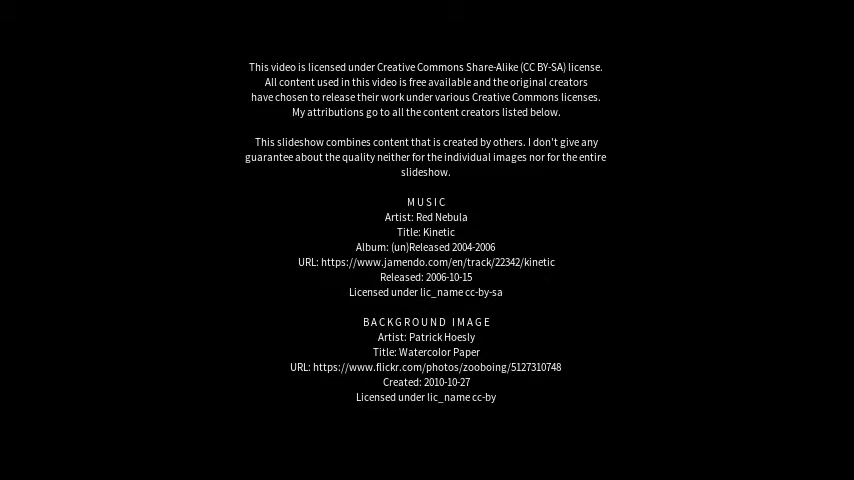 This video is licensed under Creative Commons Share-Alike (CC BY-SA) license.
All content used in this video is free available and the original creators
have chosen to release their work under various Creative Commons licenses.
My attributions go to all the content creators listed below.
This slideshow combines content that is created by others. I don't give any
guarantee about the quality neither for the individual images nor for the entire
slideshow.
M U S I C
Artist: Red Nebula
Title: Kinetic
Album: (un)Released 2004-2006
URL: https://www.jamendo.com/en/track/22342/kinetic
Released: 2006-10-15
Licensed under lic_name cc-by-sa
B A C K G R O U N D   I M A G E
Artist: Patrick Hoesly
Title: Watercolor Paper
URL: https://www.flickr.com/photos/zooboing/5127310748
Created: 2010-10-27
Licensed under lic_name cc-by